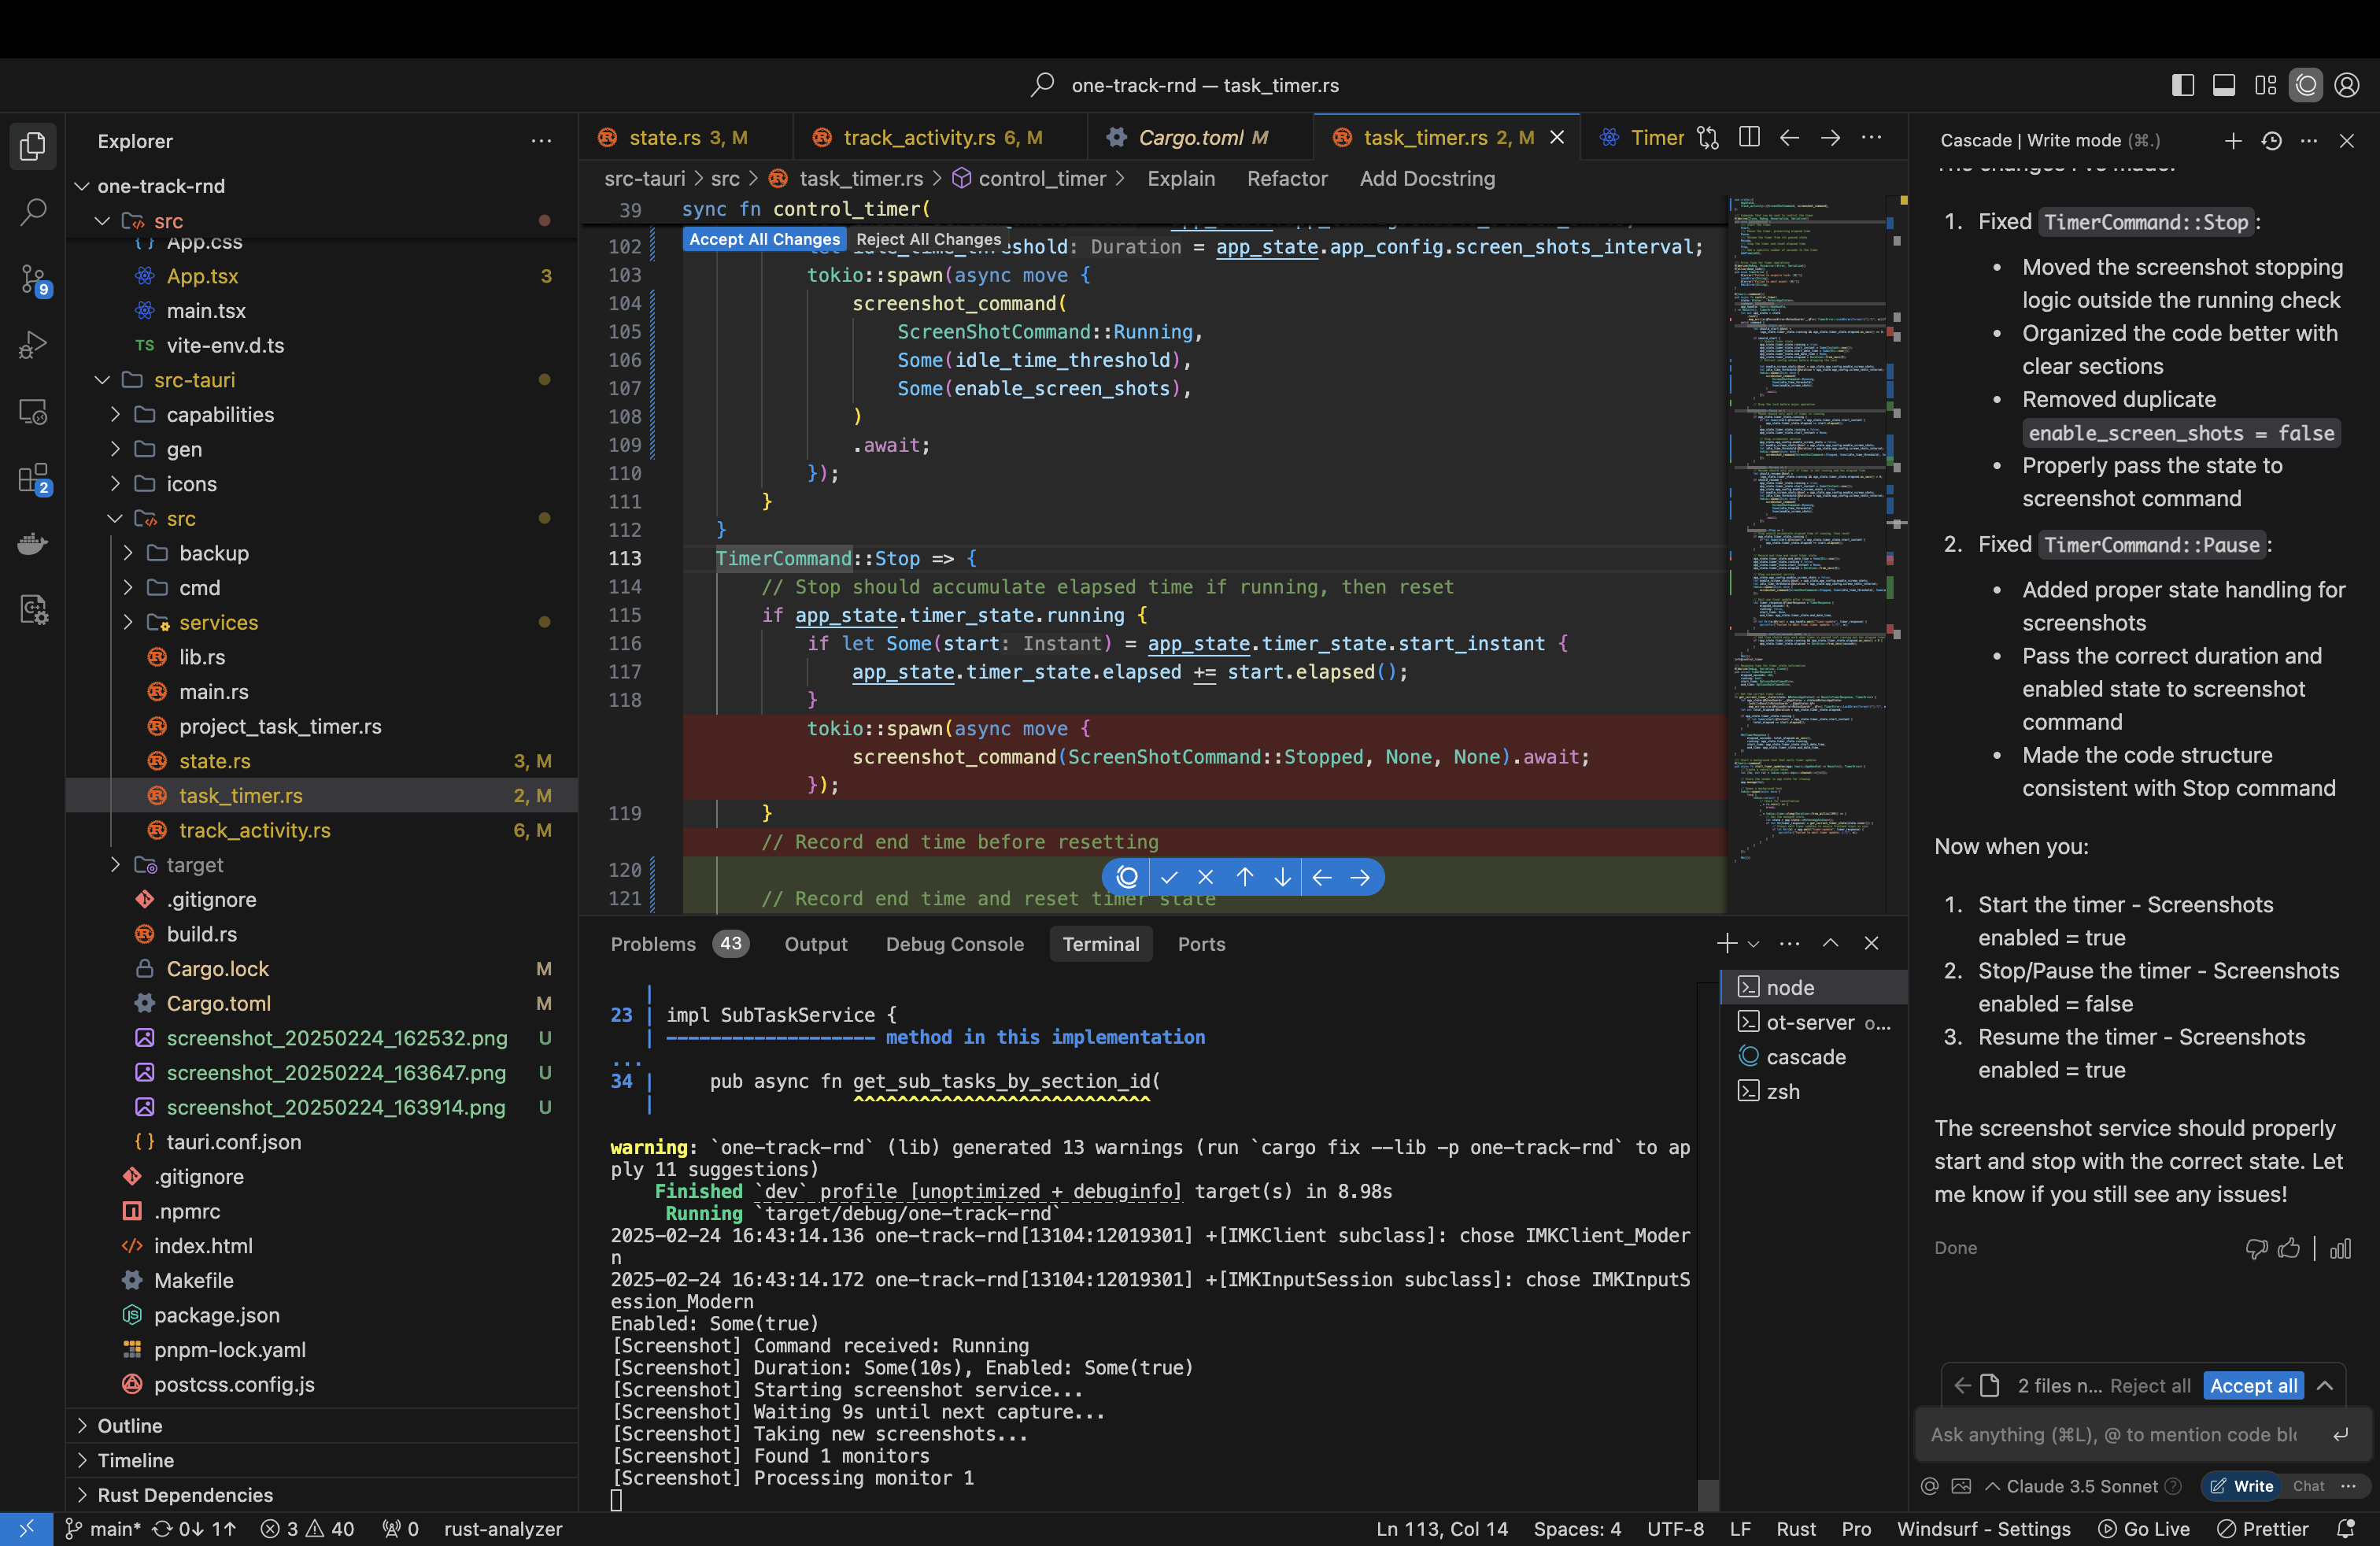 one-track-rnd — task_timer.rs
Explorer
one-track-rnd
src
App.css
App.tsx 3
main.tsx
TS vite-env.d.ts
src-tauri
capabilities
gen
icons
src
backup
cmd
services
lib.rs
main.rs
project_task_timer.rs
state.rs 3, M
task_timer.rs 2, M
track_activity.rs 6, M
target
.gitignore
build.rs
Cargo.lock M
Cargo.toml M
screenshot_20250224_162532.png U
screenshot_20250224_163647.png U
screenshot_20250224_163914.png U
tauri.conf.json
.gitignore
.npmrc
index.html
Makefile
package.json
pnpm-lock.yaml
postcss.config.js
Outline
Timeline
Rust Dependencies
9
2
state.rs 3, M track_activity.rs 6, M Cargo.toml M task_timer.rs 2, M Timer
src-tauri > src > task_timer.rs > control_timer > Explain Refactor Add Docstring
39 sync fn control_timer(
Accept All Changes Reject All Changes
102 eshold: Duration = app_state.app_config.screen_shots_interval;
103 tokio::spawn(async move {
104 screenshot_command(
105 ScreenShotCommand::Running,
106 Some(idle_time_threshold),
107 Some(enable_screen_shots),
108 )
109 .await;
110 });
111 }
112 }
113 TimerCommand::Stop => {
114 // Stop should accumulate elapsed time if running, then reset
115 if app_state.timer_state.running {
116 if let Some(start: Instant) = app_state.timer_state.start_instant {
117 app_state.timer_state.elapsed += start.elapsed();
118 }
tokio::spawn(async move {
screenshot_command(ScreenShotCommand::Stopped, None, None).await;
});
119 }
// Record end time before resetting
120
121 // Record end time and reset timer state
Problems 43 Output Debug Console Terminal Ports
23 | impl SubTaskService {
| ------------------- method in this implementation
...
34 | pub async fn get_sub_tasks_by_section_id(
| ^^^^^^^^^^^^^^^^^^^^^^^^^^^
warning: `one-track-rnd` (lib) generated 13 warnings (run `cargo fix --lib -p one-track-rnd` to ap
ply 11 suggestions)
Finished `dev` profile [unoptimized + debuginfo] target(s) in 8.98s
Running `target/debug/one-track-rnd`
2025-02-24 16:43:14.136 one-track-rnd[13104:12019301] +[IMKClient subclass]: chose IMKClient_Moder
n
2025-02-24 16:43:14.172 one-track-rnd[13104:12019301] +[IMKInputSession subclass]: chose IMKInputS
ession_Modern
Enabled: Some(true)
[Screenshot] Command received: Running
[Screenshot] Duration: Some(10s), Enabled: Some(true)
[Screenshot] Starting screenshot service...
[Screenshot] Waiting 9s until next capture...
[Screenshot] Taking new screenshots...
[Screenshot] Found 1 monitors
[Screenshot] Processing monitor 1
node
ot-server o...
cascade
zsh
Cascade | Write mode (⌘.)
1. Fixed TimerCommand::Stop:
• Moved the screenshot stopping
logic outside the running check
• Organized the code better with
clear sections
• Removed duplicate
enable_screen_shots = false
• Properly pass the state to
screenshot command
2. Fixed TimerCommand::Pause:
• Added proper state handling for
screenshots
• Pass the correct duration and
enabled state to screenshot
command
• Made the code structure
consistent with Stop command
Now when you:
1. Start the timer - Screenshots
enabled = true
2. Stop/Pause the timer - Screenshots
enabled = false
3. Resume the timer - Screenshots
enabled = true
The screenshot service should properly
start and stop with the correct state. Let
me know if you still see any issues!
Done
2 files n... Reject all Accept all
Ask anything (⌘L), @ to mention code blo
Claude 3.5 Sonnet Write Chat ...
main* 0↓ 1↑ 3 40 0 rust-analyzer
Ln 113, Col 14 Spaces: 4 UTF-8 LF Rust Pro Windsurf - Settings Go Live Prettier